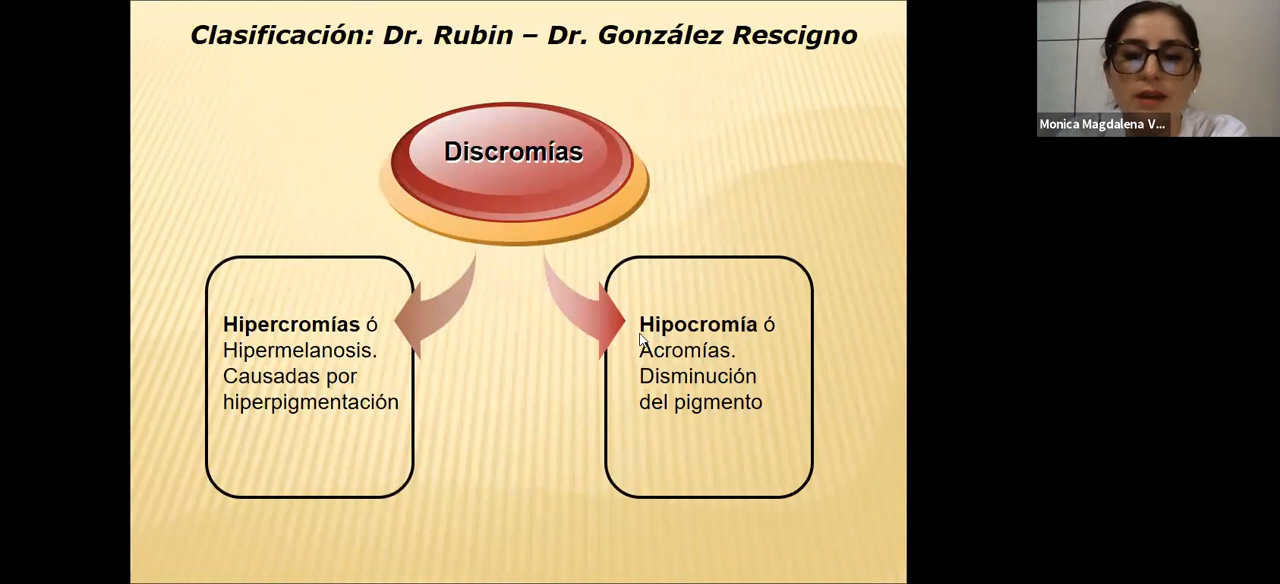 Clasificación: Dr. Rubin – Dr. González Rescigno
Discromías
Hipercromías ó
Hipermelanosis.
Causadas por
hiperpigmentación
Hipocromía ó
Acromías.
Disminución
del pigmento
Monica Magdalena V...